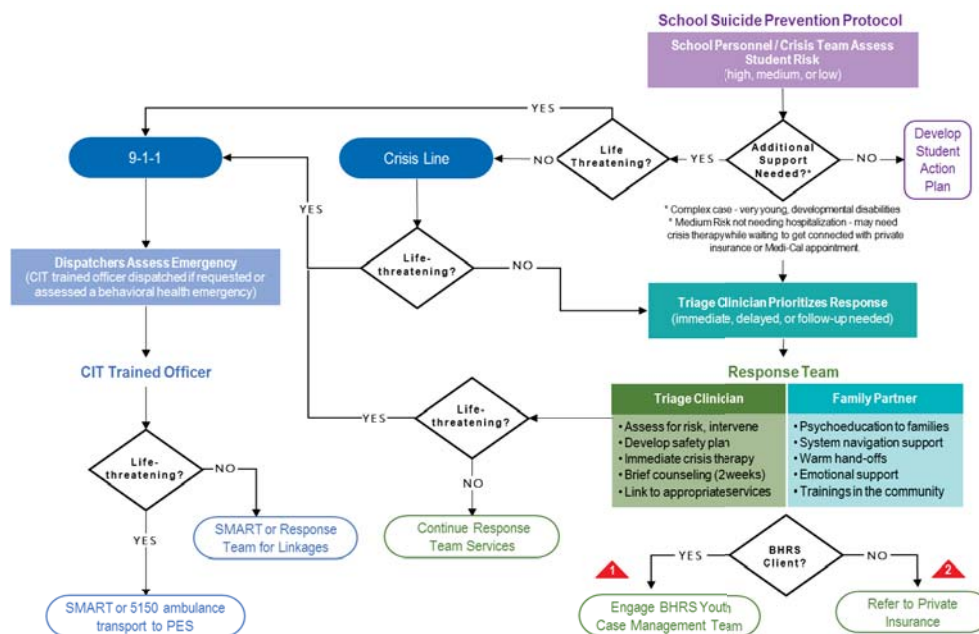 School Suicide Prevention Protocol
School Personnel / Crisis Team Assess
Student Risk
(high, medium, or low)
YES
9-1-1
Crisis Line
NO
Life
Threatening?
YES
Additional
Support
Needed?*
NO
Develop
Student
Action
Plan
* Complex case - very young, developmental disabilities
* Medium Risk not needing hospitalization - may need
crisis therapy while waiting to get connected with private
insurance or Medi-Cal appointment.
YES
Life-
threatening?
NO
Dispatchers Assess Emergency
(CIT trained officer dispatched if requested or
assessed a behavioral health emergency)
Triage Clinician Prioritizes Response
(immediate, delayed, or follow-up needed)
CIT Trained Officer
Response Team
Triage Clinician
• Assess for risk, intervene
• Develop safety plan
• Immediate crisis therapy
• Brief counseling (2weeks)
• Link to appropriate services
Family Partner
• Psychoeducation to families
• System navigation support
• Warm hand-offs
• Emotional support
• Trainings in the community
YES
Life-
threatening?
NO
Continue Response
Team Services
Life-
threatening?
NO
SMART or Response
Team for Linkages
YES
SMART or 5150 ambulance
transport to PES
BHRS
Client?
1
YES
Engage BHRS Youth
Case Management Team
NO
2
Refer to Private
Insurance